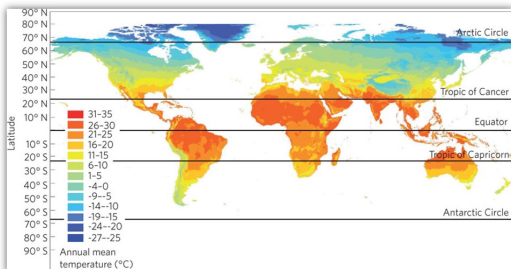 90° N
80° N
70° N
60° N
50° N
40° N
30° N
20° N
10° N
10° S
20° S
30° S
40° S
50° S
60° S
70° S
80° S
90° S
Latitude
Arctic Circle
Tropic of Cancer
Equator
Tropic of Capricorn
Antarctic Circle
31-35
26-30
21-25
16-20
11-15
6-10
1-5
-4-0
-9--5
-14--10
-19--15
-24--20
-27--25
Annual mean
temperature (°C)